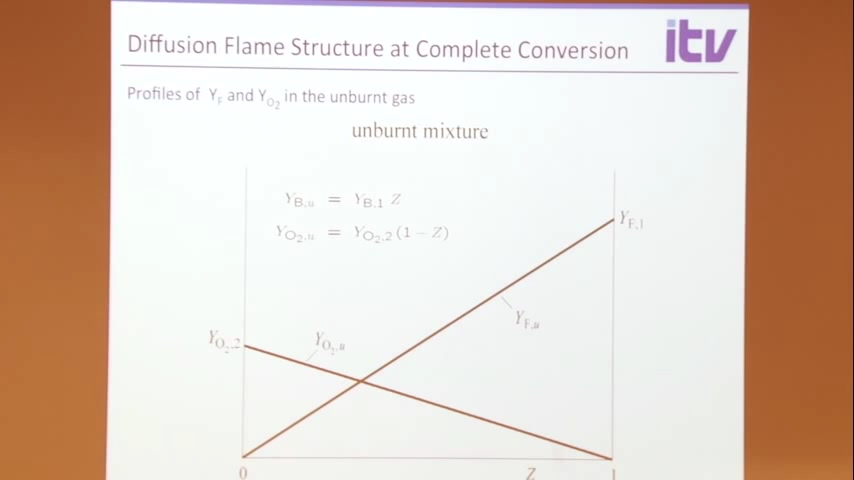 Diffusion Flame Structure at Complete Conversion
itv
Profiles of Y_F and Y_O₂ in the unburnt gas
unburnt mixture
Y_B,u = Y_B,1 Z
Y_O₂,u = Y_O₂,2 (1 − Z)
Y_F,1
Y_F,u
Y_O₂,2
Y_O₂,u
0
Z
1